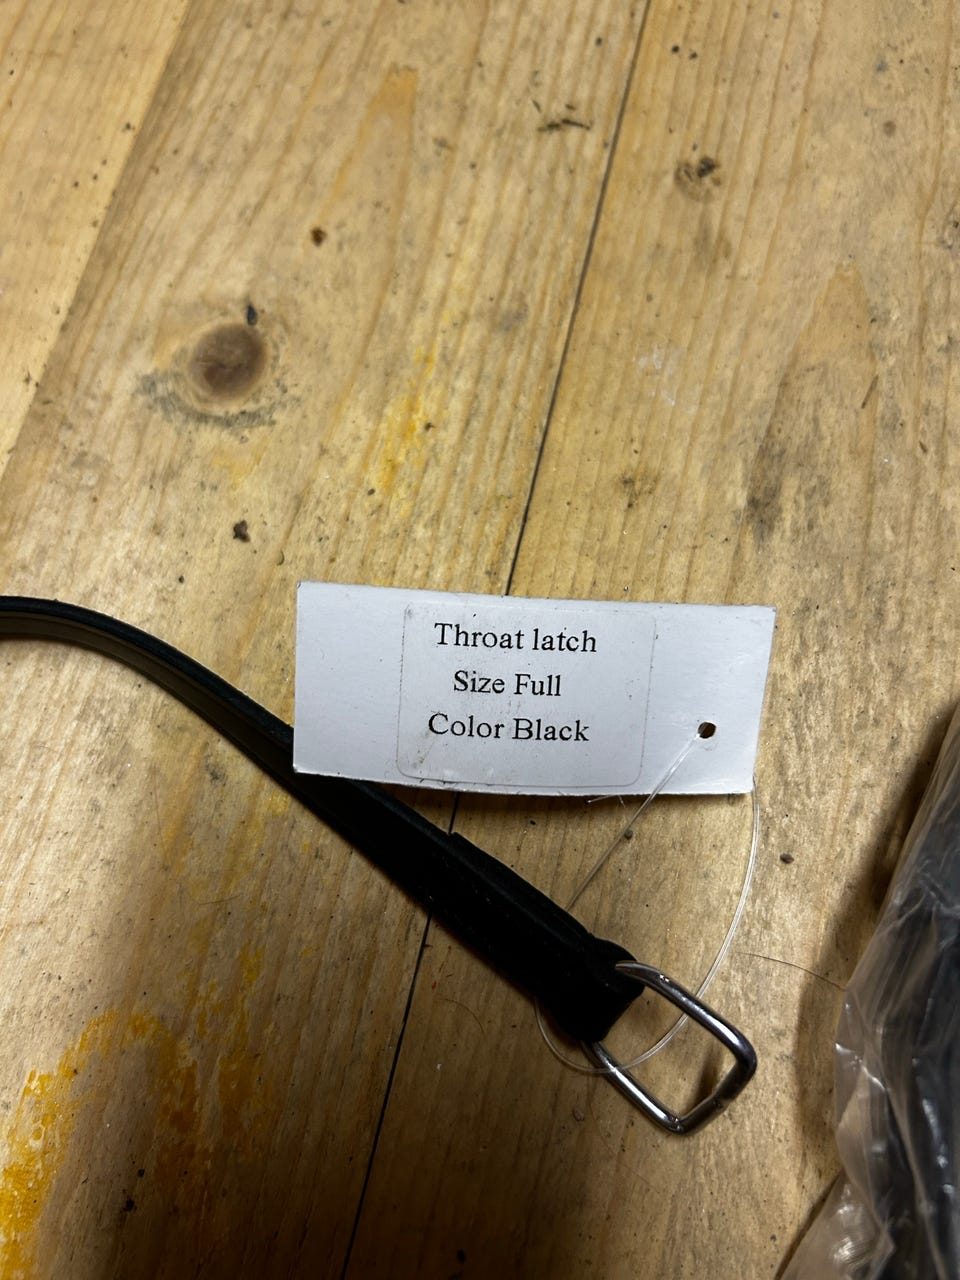 Throat latch
Size Full
Color Black